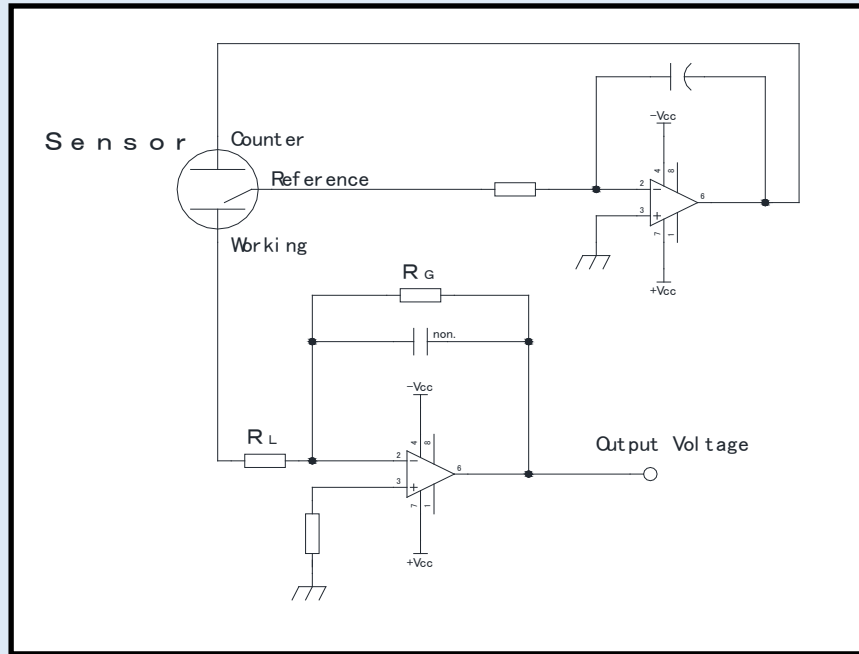 Sensor
Counter
Reference
Working
-Vcc
4
8
2
3
6
7
1
+Vcc
RG
non.
-Vcc
4
8
RL
2
3
6
7
1
+Vcc
Output Voltage